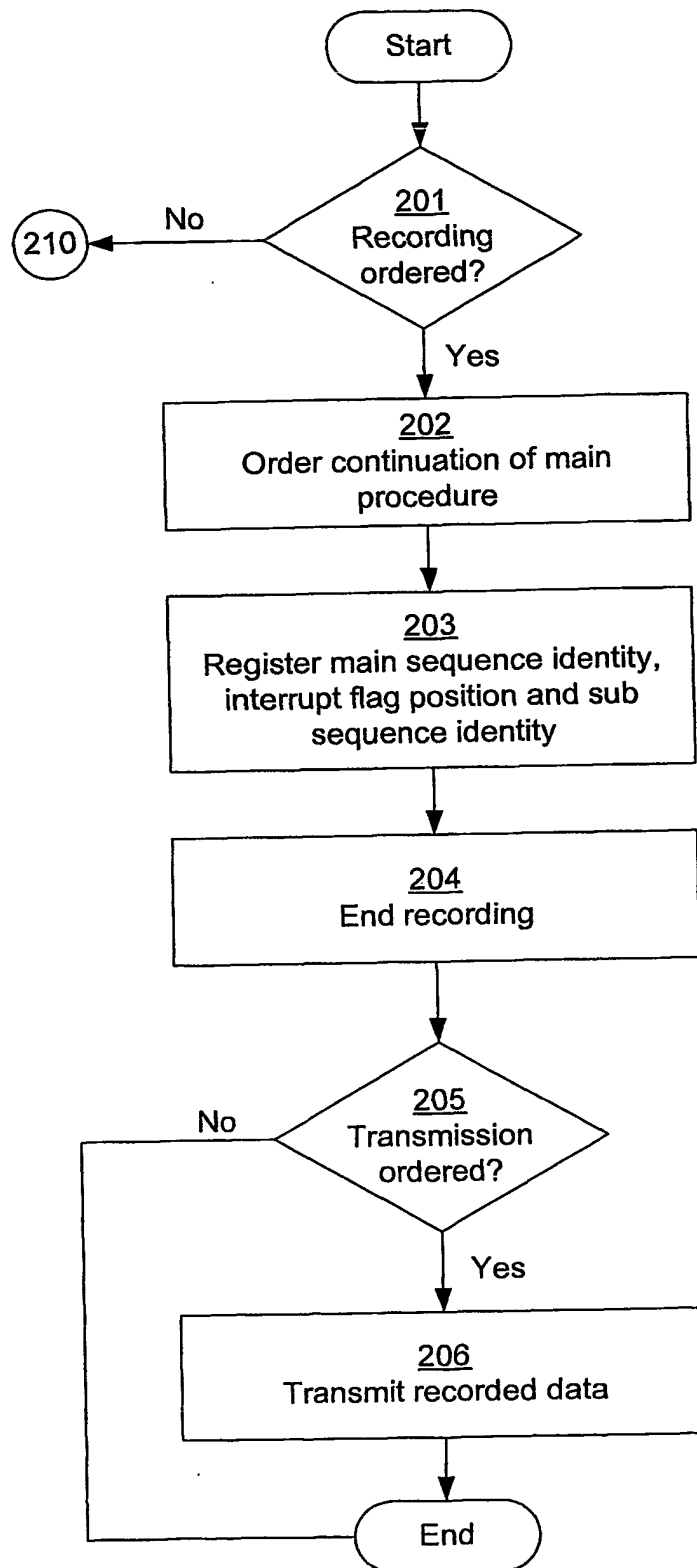 Start
201
Recording
ordered?
No
210
Yes
202
Order continuation of main
procedure
203
Register main sequence identity,
interrupt flag position and sub
sequence identity
204
End recording
205
Transmission
ordered?
No
Yes
206
Transmit recorded data
End